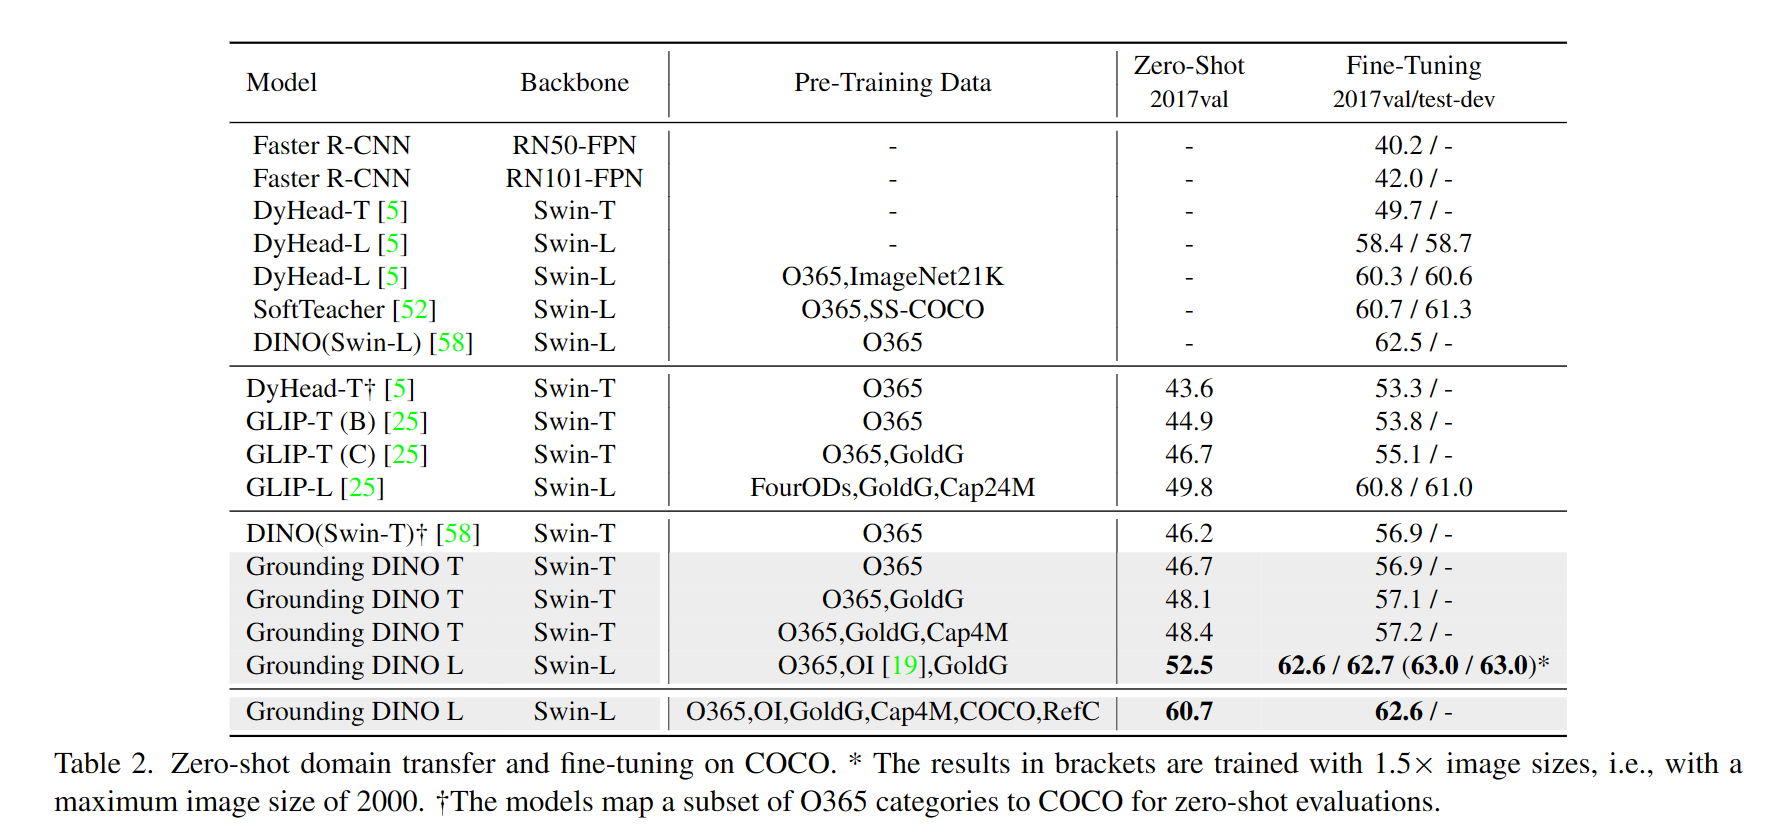 Model Backbone Pre-Training Data Zero-Shot Fine-Tuning
2017val 2017val/test-dev
Faster R-CNN RN50-FPN - - 40.2 / -
Faster R-CNN RN101-FPN - - 42.0 / -
DyHead-T [5] Swin-T - - 49.7 / -
DyHead-L [5] Swin-L - - 58.4 / 58.7
DyHead-L [5] Swin-L O365,ImageNet21K - 60.3 / 60.6
SoftTeacher [52] Swin-L O365,SS-COCO - 60.7 / 61.3
DINO(Swin-L) [58] Swin-L O365 - 62.5 / -
DyHead-T† [5] Swin-T O365 43.6 53.3 / -
GLIP-T (B) [25] Swin-T O365 44.9 53.8 / -
GLIP-T (C) [25] Swin-T O365,GoldG 46.7 55.1 / -
GLIP-L [25] Swin-L FourODs,GoldG,Cap24M 49.8 60.8 / 61.0
DINO(Swin-T)† [58] Swin-T O365 46.2 56.9 / -
Grounding DINO T Swin-T O365 46.7 56.9 / -
Grounding DINO T Swin-T O365,GoldG 48.1 57.1 / -
Grounding DINO T Swin-T O365,GoldG,Cap4M 48.4 57.2 / -
Grounding DINO L Swin-L O365,OI [19],GoldG 52.5 62.6 / 62.7 (63.0 / 63.0)*
Grounding DINO L Swin-L O365,OI,GoldG,Cap4M,COCO,RefC 60.7 62.6 / -
Table 2. Zero-shot domain transfer and fine-tuning on COCO. * The results in brackets are trained with 1.5× image sizes, i.e., with a
maximum image size of 2000. †The models map a subset of O365 categories to COCO for zero-shot evaluations.